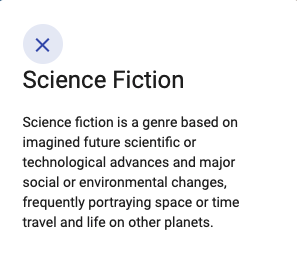 Science Fiction
Science fiction is a genre based on
imagined future scientific or
technological advances and major
social or environmental changes,
frequently portraying space or time
travel and life on other planets.